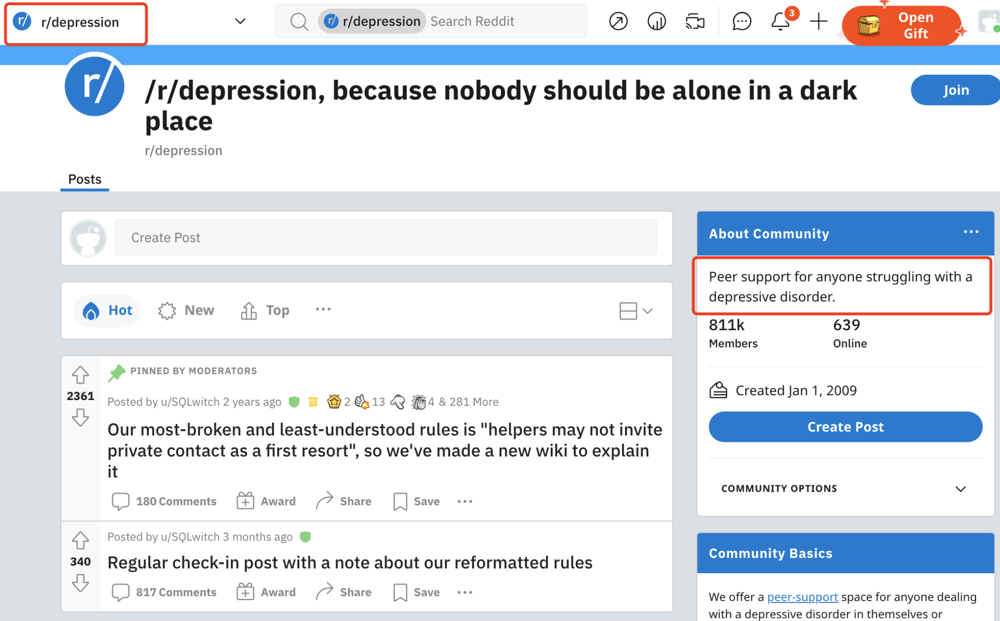 r/ r/depression
r/ r/depression Search Reddit
3
Open
Gift
r/
/r/depression, because nobody should be alone in a dark
place
r/depression
Join
Posts
Create Post
Hot New Top
2361
PINNED BY MODERATORS
Posted by u/SQLwitch 2 years ago 2 13 4 & 281 More
Our most-broken and least-understood rules is "helpers may not invite
private contact as a first resort", so we've made a new wiki to explain
it
180 Comments Award Share Save
340
Posted by u/SQLwitch 3 months ago
Regular check-in post with a note about our reformatted rules
817 Comments Award Share Save
About Community
Peer support for anyone struggling with a
depressive disorder.
811k 639
Members Online
Created Jan 1, 2009
Create Post
COMMUNITY OPTIONS
Community Basics
We offer a peer-support space for anyone dealing
with a depressive disorder in themselves or